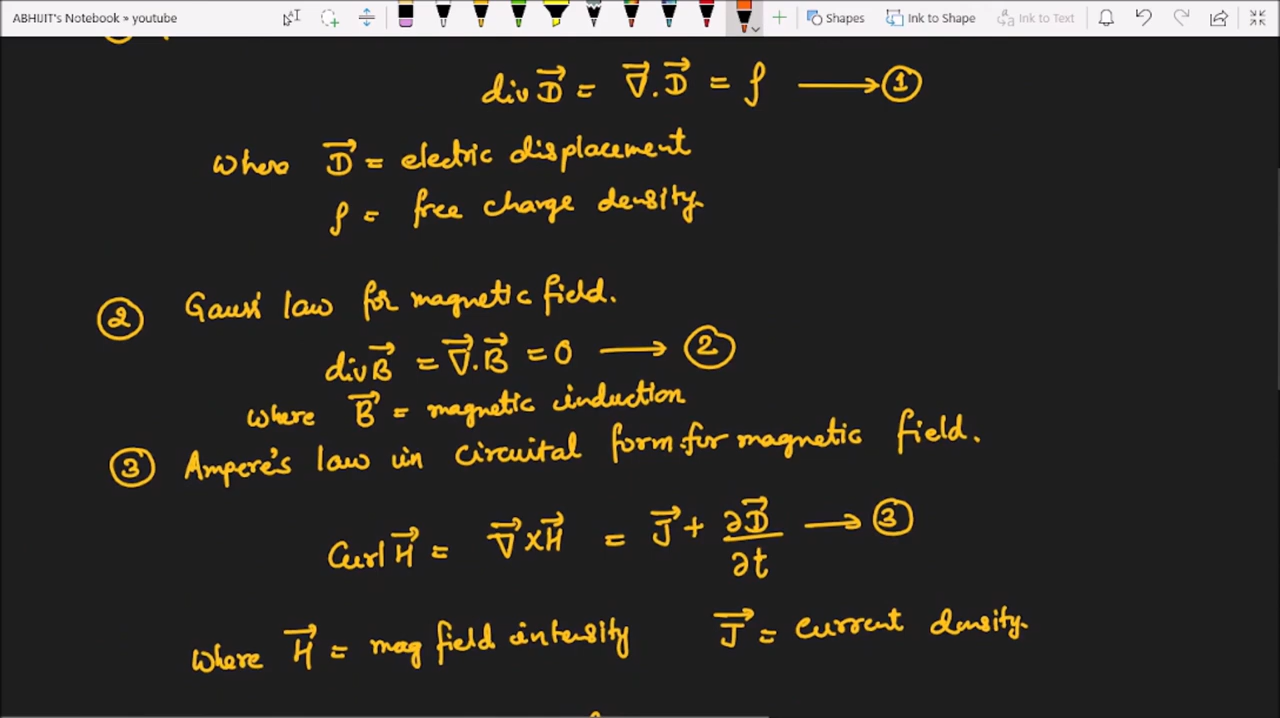 ABHIJIT's Notebook » youtube
Shapes Ink to Shape Ink to Text
div D⃗ = ∇⃗.D⃗ = ρ ⟶ ①
where D⃗ = electric displacement
ρ = free charge density.
② Gauss' law for magnetic field.
div B⃗ = ∇⃗.B⃗ = 0 ⟶ ②
where B⃗ = magnetic induction
③ Ampere's law in circuital form for magnetic field.
Curl H⃗ = ∇⃗×H⃗ = J⃗ + ∂D⃗/∂t ⟶ ③
where H⃗ = mag field intensity J⃗ = current density.